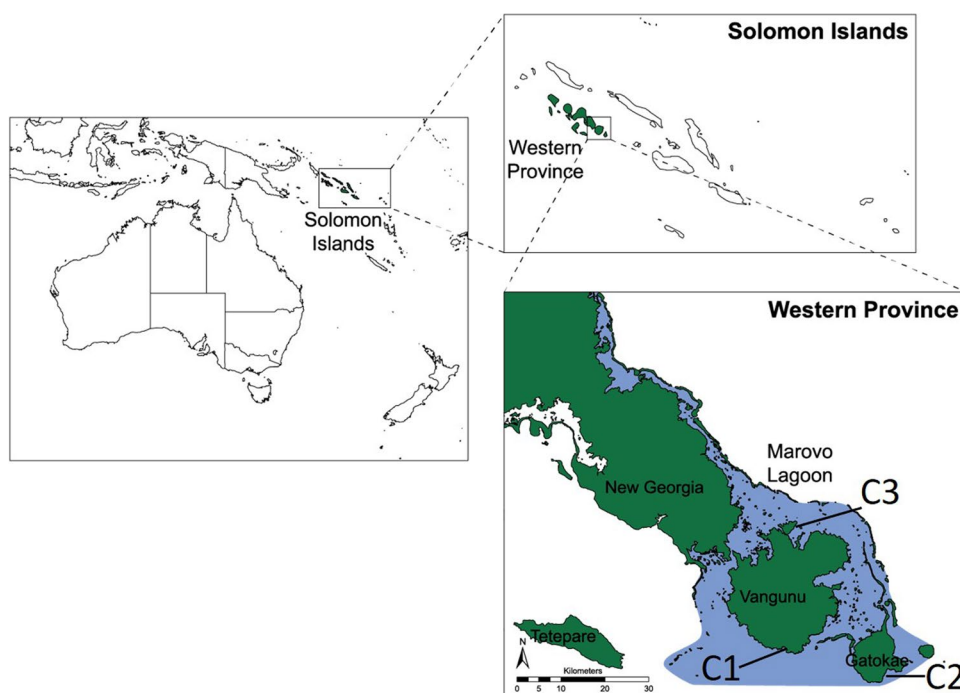 Solomon Islands
Western
Province
Solomon
Islands
Western Province
Marovo
Lagoon
C3
New Georgia
Vangunu
Tetepare
Gatokae
C1
C2
N
Kilometers
0 5 10 20 30